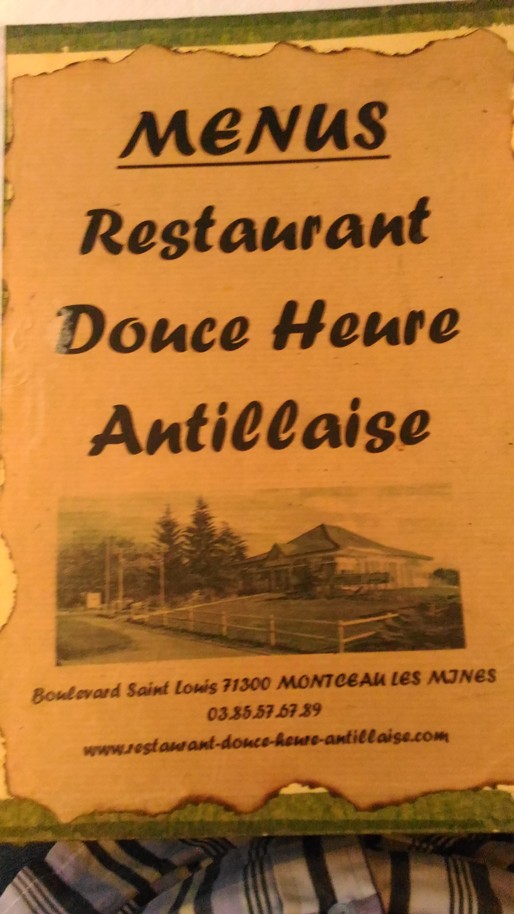 MENUS
Restaurant
Douce Heure
Antillaise
Boulevard Saint Louis 71300 MONTCEAU LES MINES
03.85.57.67.89
www.restaurant-douce-heure-antillaise.com